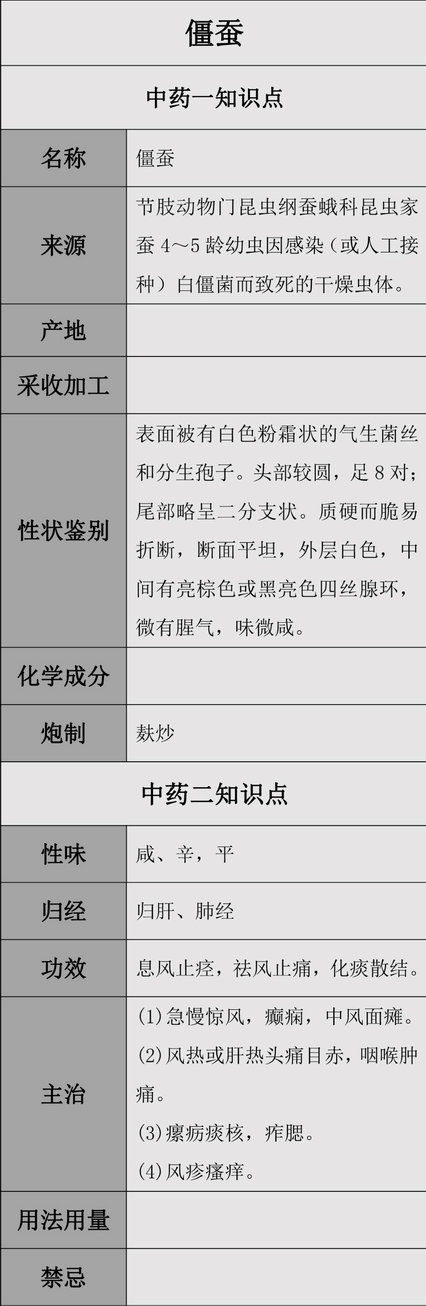 僵蚕
中药一知识点
名称
僵蚕
来源
节肢动物门昆虫纲蚕蛾科昆虫家
蚕4～5龄幼虫因感染（或人工接
种）白僵菌而致死的干燥虫体。
产地
采收加工
性状鉴别
表面被有白色粉霜状的气生菌丝
和分生孢子。头部较圆，足8对；
尾部略呈二分支状。质硬而脆易
折断，断面平坦，外层白色，中
间有亮棕色或黑亮色四丝腺环，
微有腥气，味微咸。
化学成分
炮制
麸炒
中药二知识点
性味
咸、辛，平
归经
归肝、肺经
功效
息风止痉，祛风止痛，化痰散结。
主治
(1)急慢惊风，癫痫，中风面瘫。
(2)风热或肝热头痛目赤，咽喉肿
痛。
(3)瘰疬痰核，痄腮。
(4)风疹瘙痒。
用法用量
禁忌